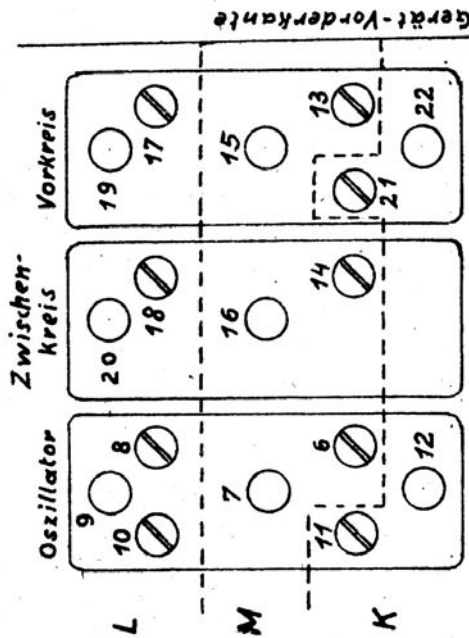 Oszillator
Zwischen-
kreis
Vorkreis
Gerät-Vorderkante
L
9
20
19
10
8
18
17
M
7
16
15
K
11
6
14
21
13
12
22